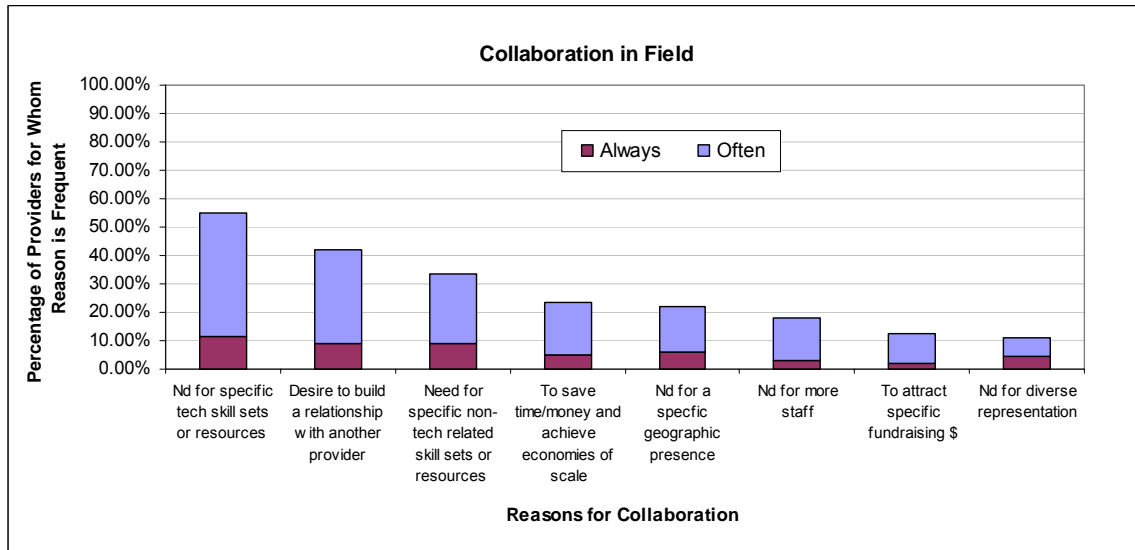 Collaboration in Field
Percentage of Providers for Whom
Reason is Frequent
100.00%
90.00%
80.00%
70.00%
60.00%
50.00%
40.00%
30.00%
20.00%
10.00%
0.00%
Always
Often
Nd for specific
tech skill sets
or resources
Desire to build
a relationship
with another
provider
Need for
specific non-
tech related
skill sets or
resources
To save
time/money and
achieve
economies of
scale
Nd for a
specfic
geographic
presence
Nd for more
staff
To attract
specific
fundraising $
Nd for diverse
representation
Reasons for Collaboration